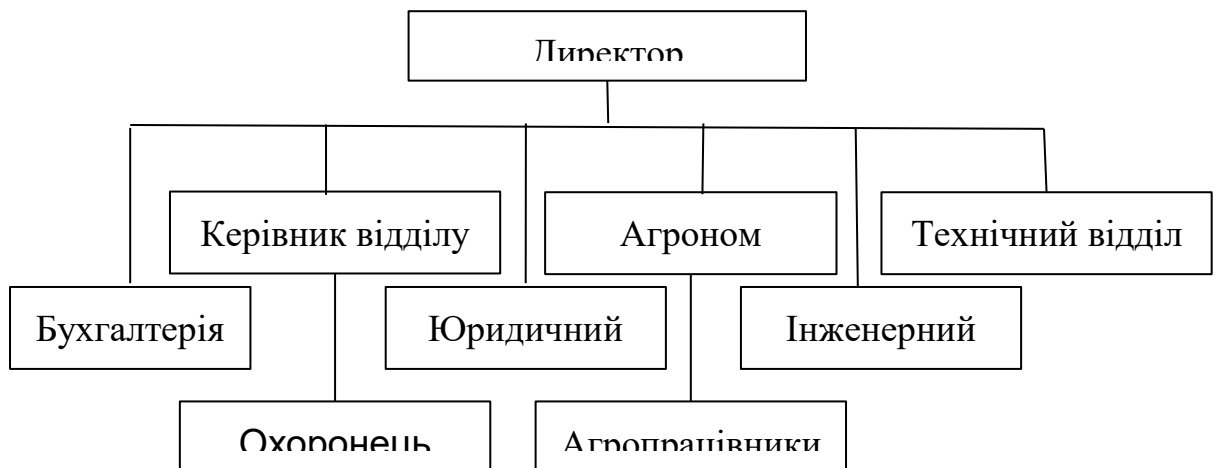 Директор
Керівник відділу
Агроном
Технічний відділ
Бухгалтерія
Юридичний
Інженерний
Охоронець
Агропрацівники